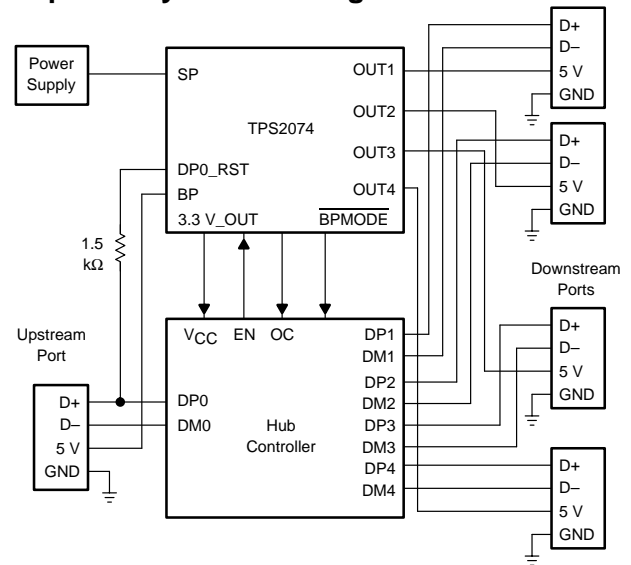 Power
Supply
SP
TPS2074
DP0_RST
BP
3.3 V_OUT
OUT1
OUT2
OUT3
OUT4
BPMODE
1.5
kΩ
VCC
EN
OC
Upstream
Port
D+
D–
5 V
GND
DP0
DM0
Hub
Controller
DP1
DM1
DP2
DM2
DP3
DM3
DP4
DM4
D+
D–
5 V
GND
D+
D–
5 V
GND
Downstream
Ports
D+
D–
5 V
GND
D+
D–
5 V
GND